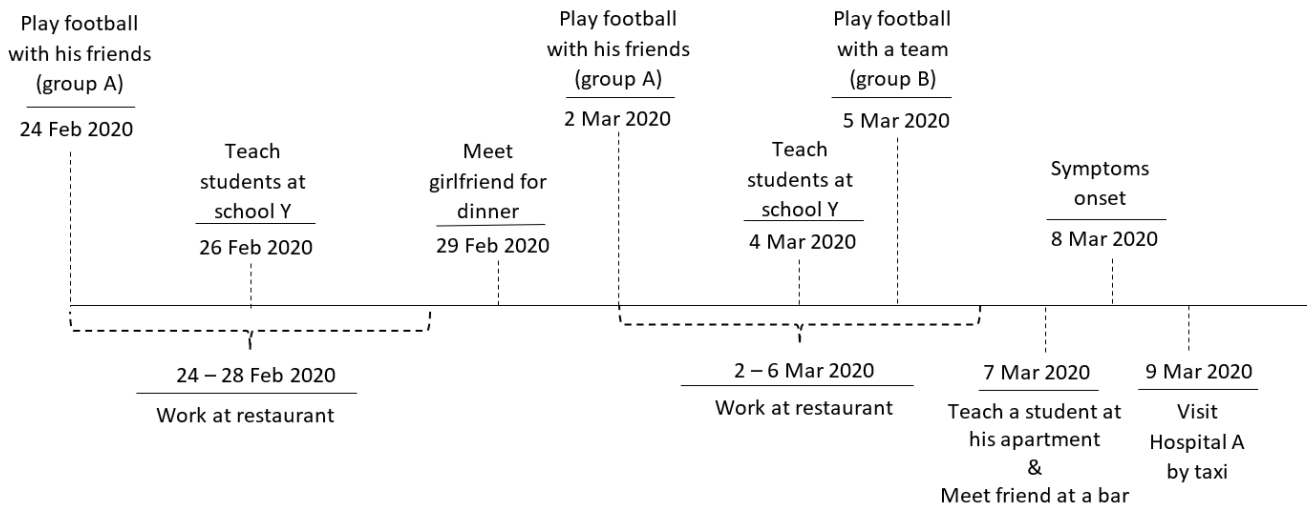 Play football
with his friends
(group A)
24 Feb 2020
Teach
students at
school Y
26 Feb 2020
Meet
girlfriend for
dinner
29 Feb 2020
Play football
with his friends
(group A)
2 Mar 2020
Teach
students at
school Y
4 Mar 2020
Play football
with a team
(group B)
5 Mar 2020
Symptoms
onset
8 Mar 2020
24 – 28 Feb 2020
Work at restaurant
2 – 6 Mar 2020
Work at restaurant
7 Mar 2020
Teach a student at
his apartment
&
Meet friend at a bar
9 Mar 2020
Visit
Hospital A
by taxi